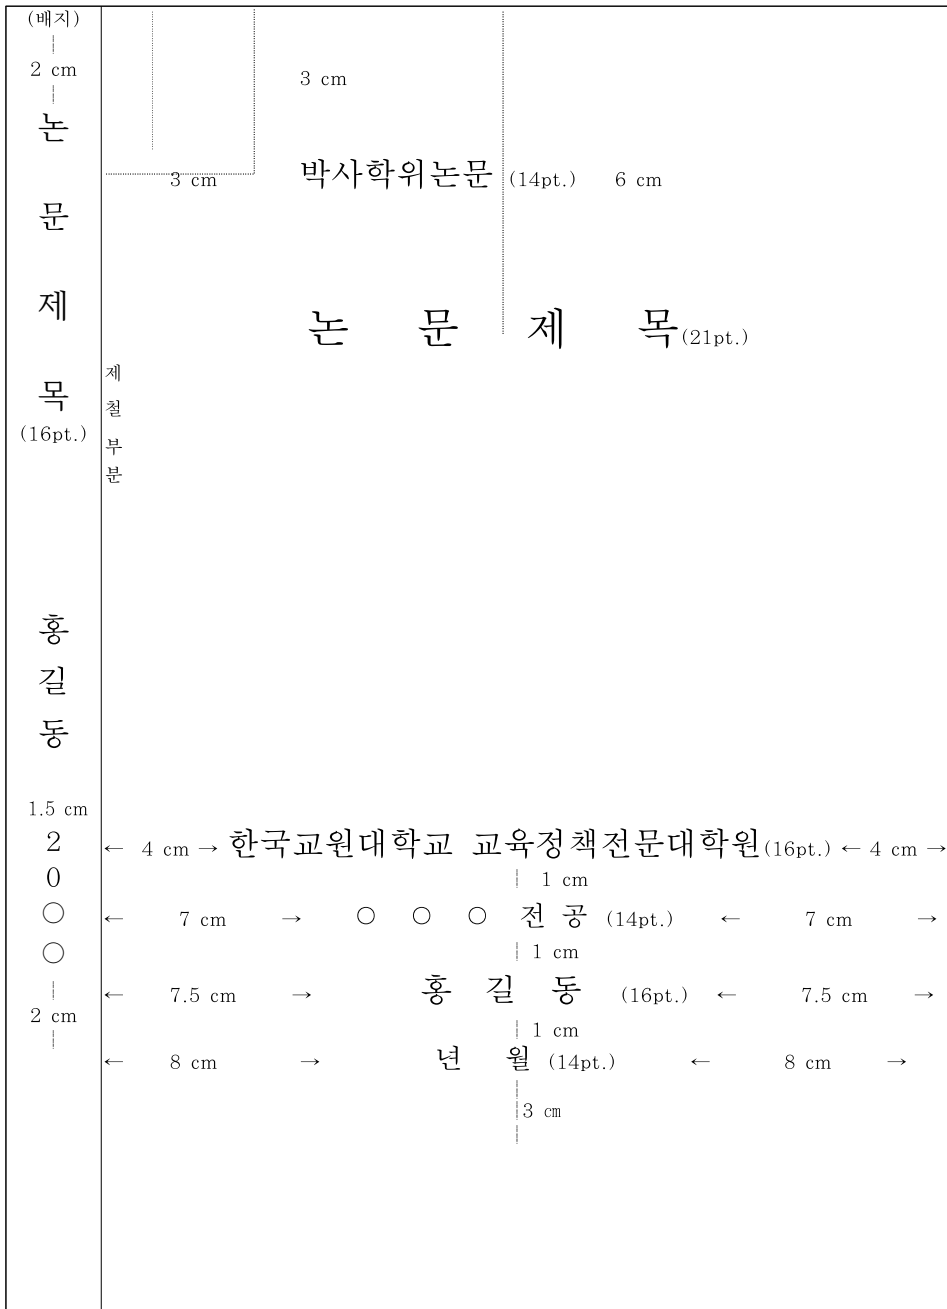 (배지)
2 cm
논
문
제
목
(16pt.)
홍
길
동
1.5 cm
2
0
○
○
2 cm
제
철
부
분
3 cm
3 cm 박사학위논문 (14pt.) 6 cm
논 문 제 목(21pt.)
← 4 cm → 한국교원대학교 교육정책전문대학원(16pt.) ← 4 cm →
1 cm
← 7 cm → ○ ○ ○ 전 공 (14pt.) ← 7 cm →
1 cm
← 7.5 cm → 홍 길 동 (16pt.) ← 7.5 cm →
1 cm
← 8 cm → 년 월 (14pt.) ← 8 cm →
3 ㎝